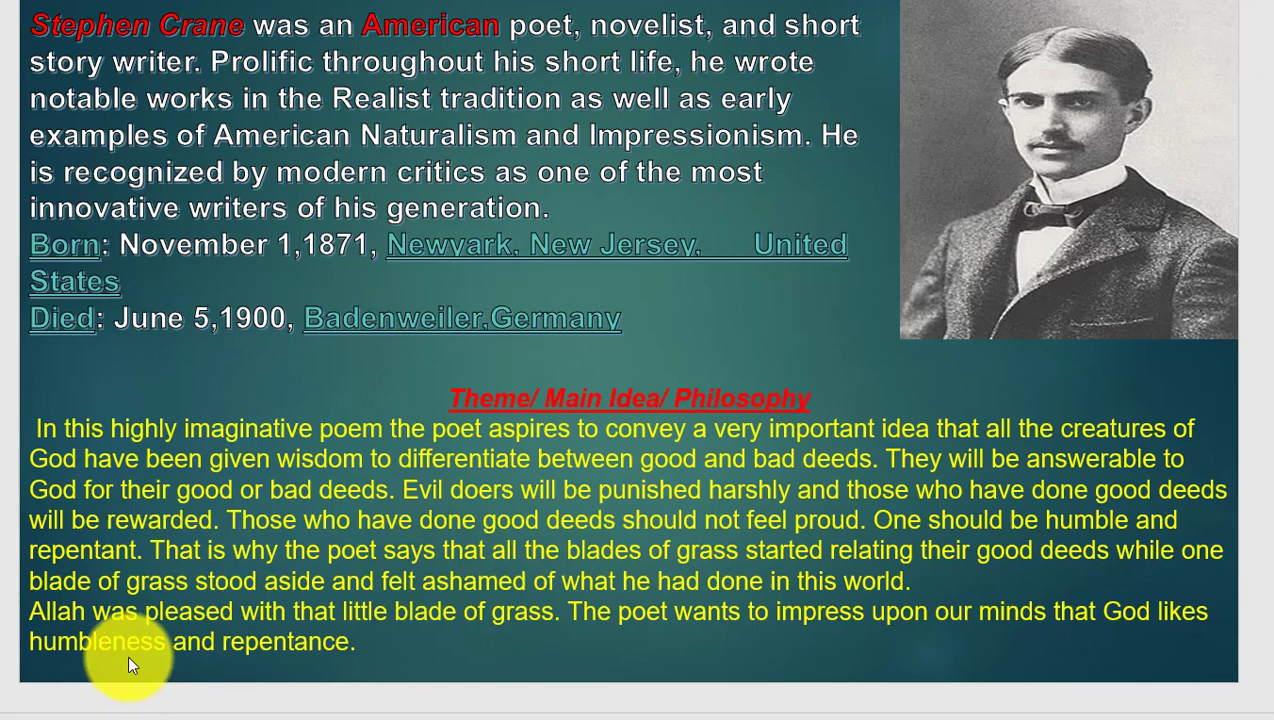 Stephen Crane was an American poet, novelist, and short
story writer. Prolific throughout his short life, he wrote
notable works in the Realist tradition as well as early
examples of American Naturalism and Impressionism. He
is recognized by modern critics as one of the most
innovative writers of his generation.
Born: November 1,1871, Newyark, New Jersey, United
States
Died: June 5,1900, Badenweiler,Germany
Theme/ Main Idea/ Philosophy
In this highly imaginative poem the poet aspires to convey a very important idea that all the creatures of
God have been given wisdom to differentiate between good and bad deeds. They will be answerable to
God for their good or bad deeds. Evil doers will be punished harshly and those who have done good deeds
will be rewarded. Those who have done good deeds should not feel proud. One should be humble and
repentant. That is why the poet says that all the blades of grass started relating their good deeds while one
blade of grass stood aside and felt ashamed of what he had done in this world.
Allah was pleased with that little blade of grass. The poet wants to impress upon our minds that God likes
humbleness and repentance.